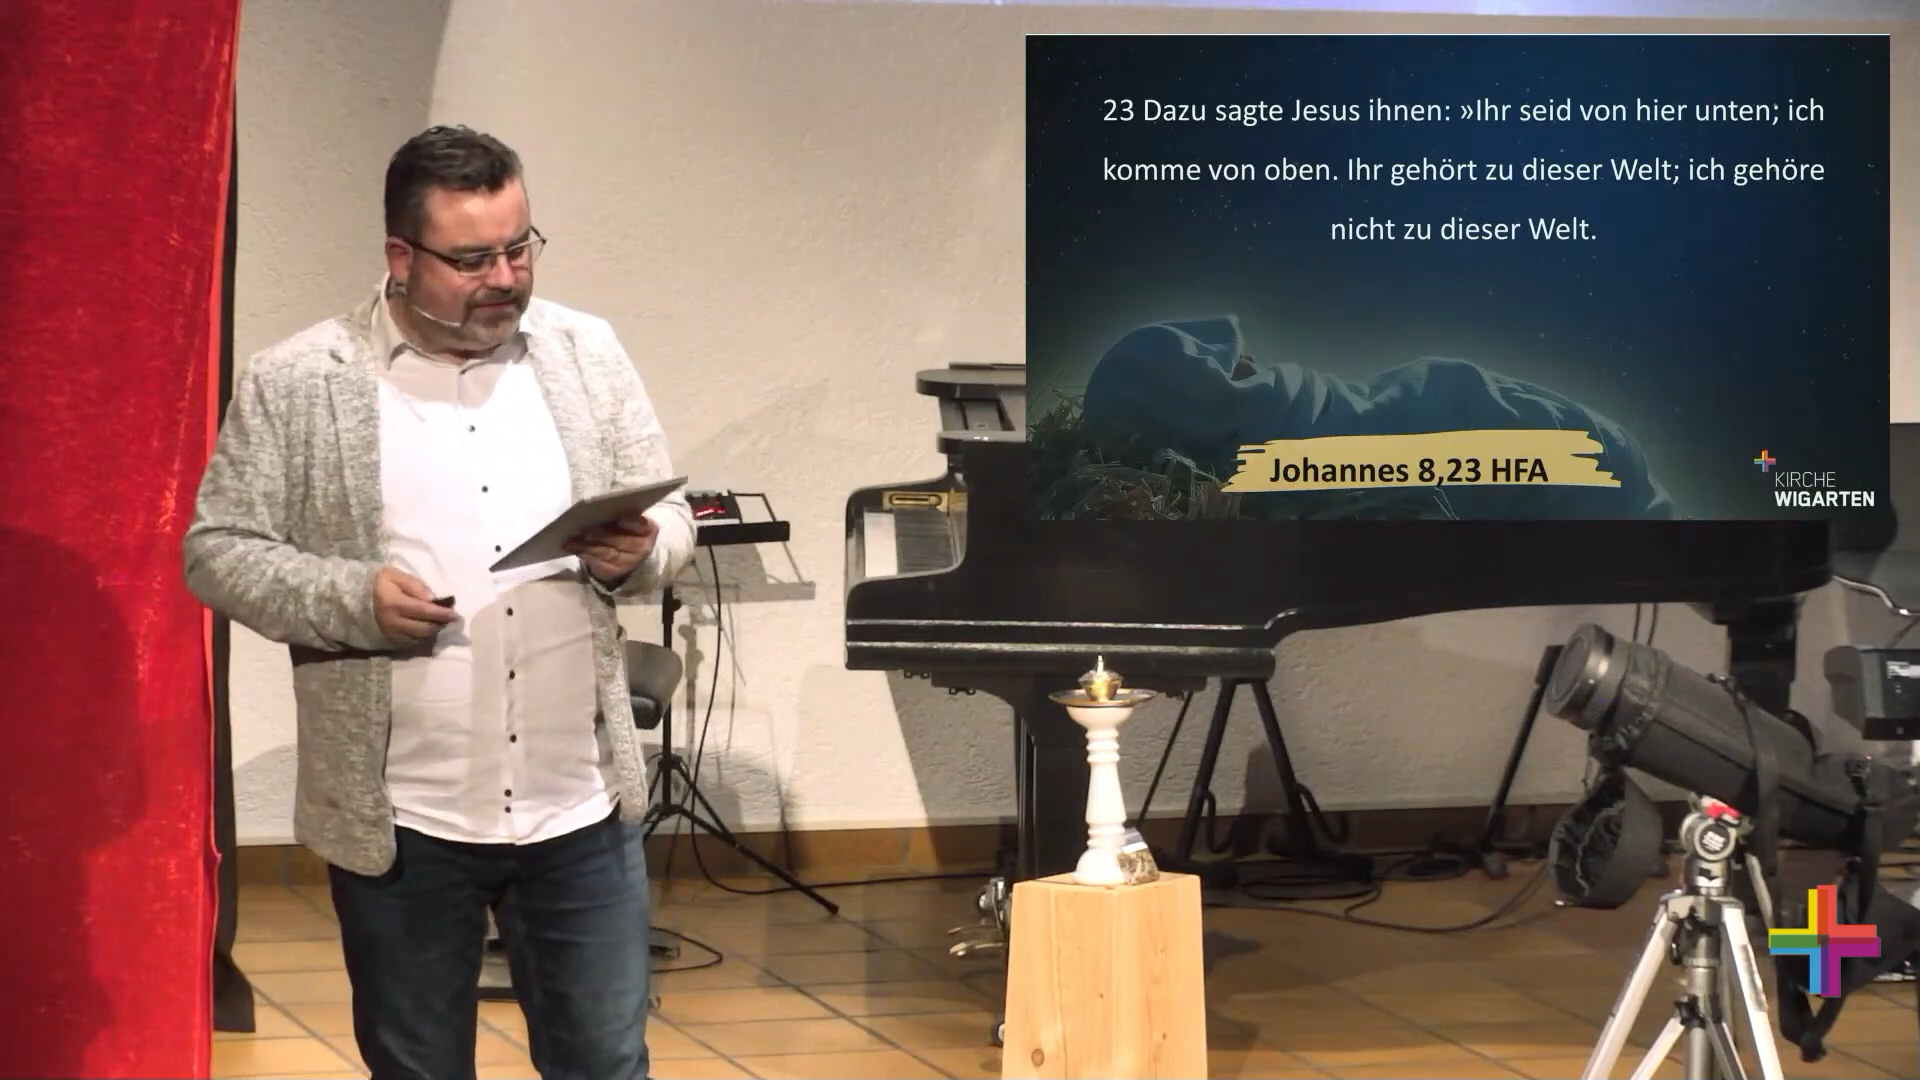 23 Dazu sagte Jesus ihnen: »Ihr seid von hier unten; ich
komme von oben. Ihr gehört zu dieser Welt; ich gehöre
nicht zu dieser Welt.
Johannes 8,23 HFA
KIRCHE
WIGARTEN